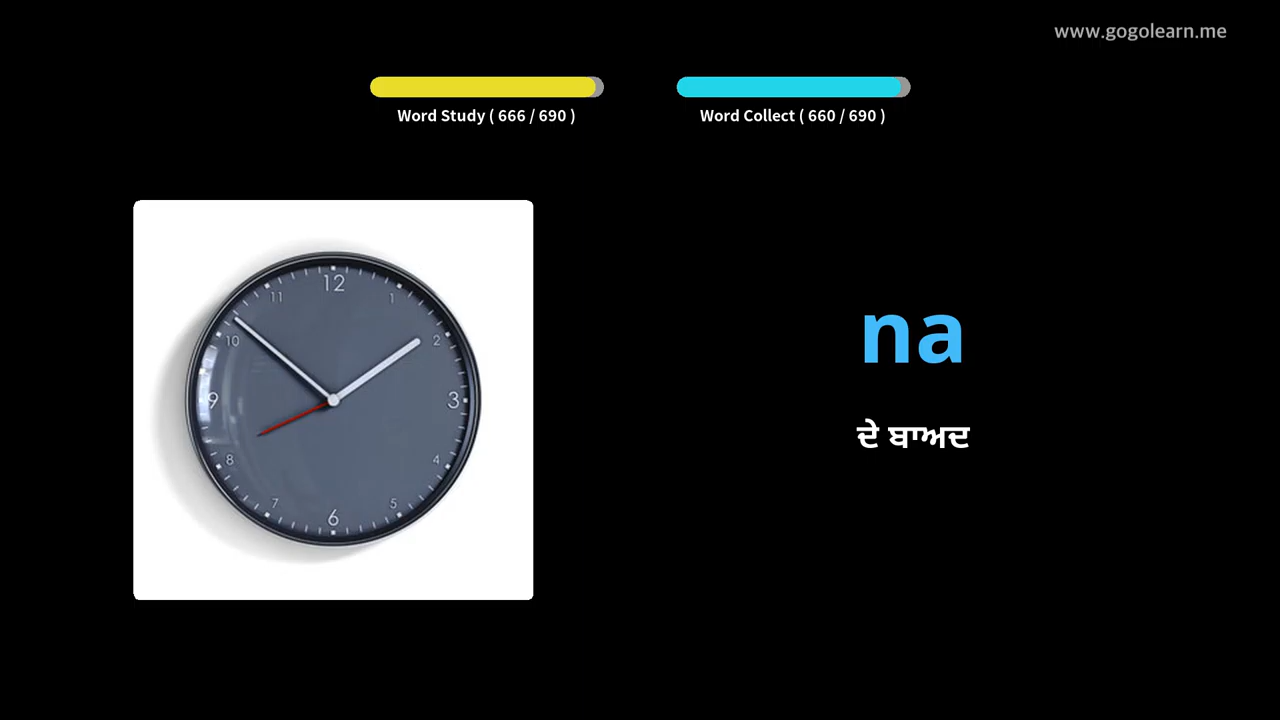 www.gogolearn.me
Word Study ( 666 / 690 )
Word Collect ( 660 / 690 )
12
11
1
10
2
9
3
8
4
7
5
6
na
ਦੇ ਬਾਅਦ